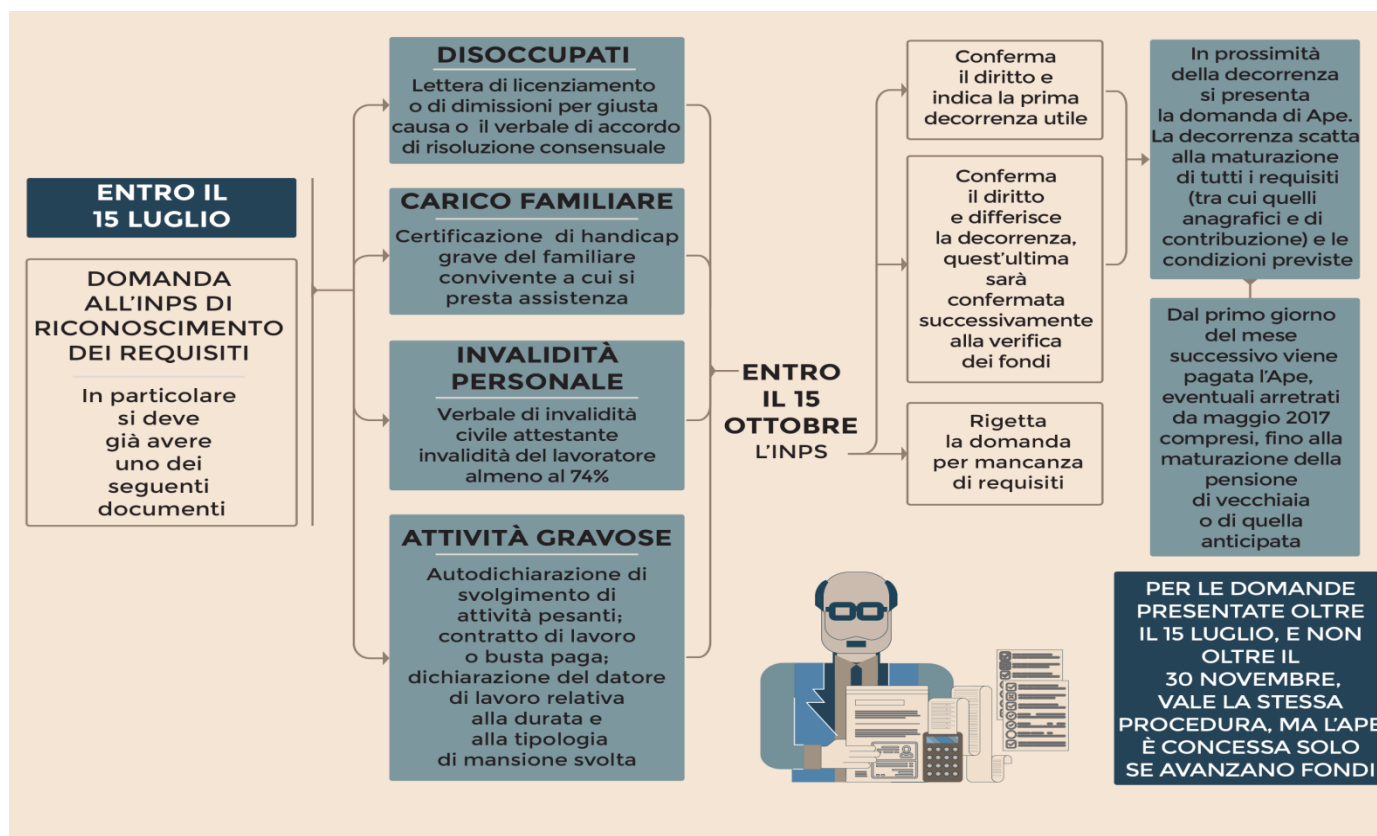 ENTRO IL
15 LUGLIO
DOMANDA
ALL'INPS DI
RICONOSCIMENTO
DEI REQUISITI
In particolare
si deve
già avere
uno dei
seguenti
documenti
DISOCCUPATI
Lettera di licenziamento
o di dimissioni per giusta
causa o il verbale di accordo
di risoluzione consensuale
CARICO FAMILIARE
Certificazione di handicap
grave del familiare
convivente a cui si
presta assistenza
INVALIDITÀ
PERSONALE
Verbale di invalidità
civile attestante
invalidità del lavoratore
almeno al 74%
ATTIVITÀ GRAVOSE
Autodichiarazione di
svolgimento di
attività pesanti;
contratto di lavoro
o busta paga;
dichiarazione del datore
di lavoro relativa
alla durata e
alla tipologia
di mansione svolta
ENTRO
IL 15
OTTOBRE
L'INPS
Conferma
il diritto e
indica la prima
decorrenza utile
Conferma
il diritto
e differisce
la decorrenza,
quest'ultima
sarà
confermata
successivamente
alla verifica
dei fondi
Rigetta
la domanda
per mancanza
di requisiti
In prossimità
della decorrenza
si presenta
la domanda di Ape.
La decorrenza scatta
alla maturazione
di tutti i requisiti
(tra cui quelli
anagrafici e di
contribuzione) e le
condizioni previste
Dal primo giorno
del mese
successivo viene
pagata l'Ape,
eventuali arretrati
da maggio 2017
compresi, fino alla
maturazione della
pensione
di vecchiaia
o di quella
anticipata
PER LE DOMANDE
PRESENTATE OLTRE
IL 15 LUGLIO, E NON
OLTRE IL
30 NOVEMBRE,
VALE LA STESSA
PROCEDURA, MA L'APE
È CONCESSA SOLO
SE AVANZANO FONDI